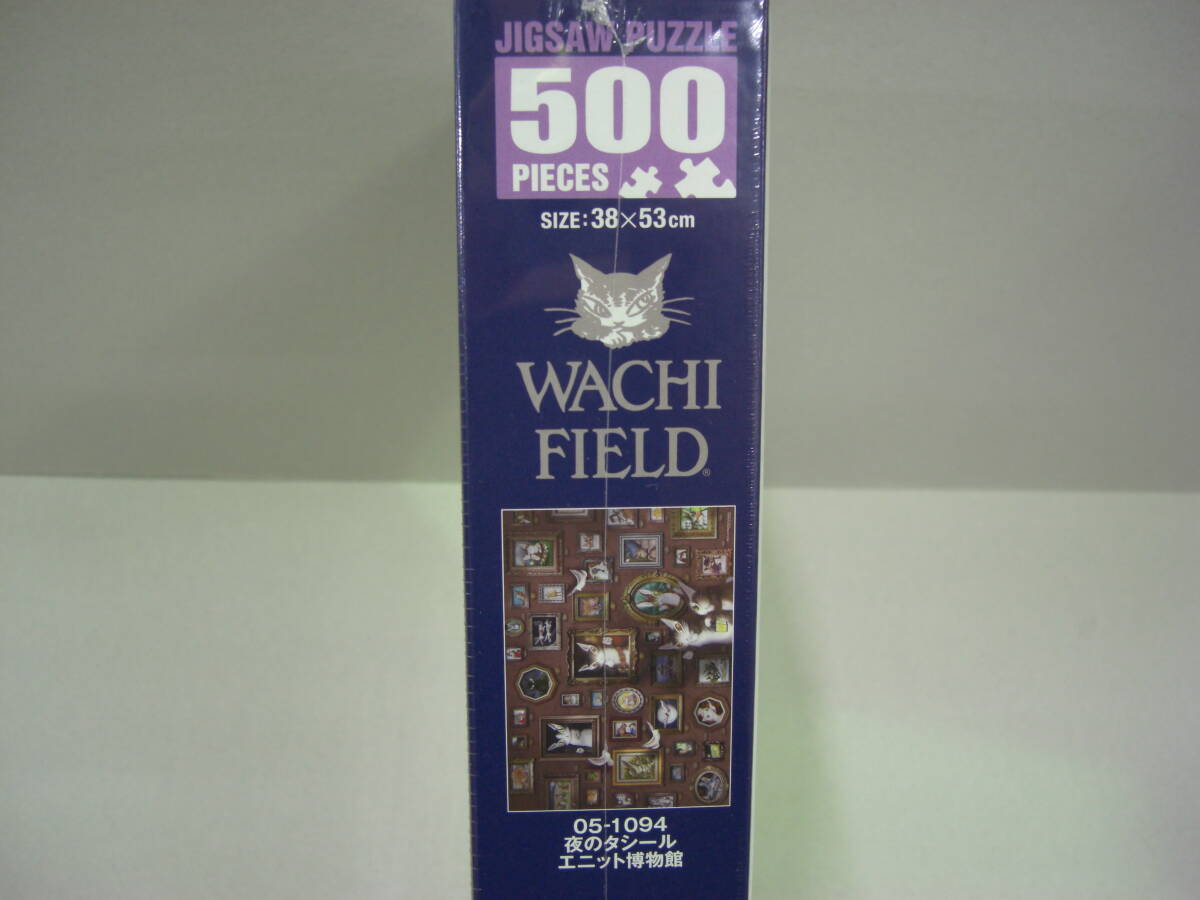 JIGSAW PUZZLE
500
PIECES
SIZE:38×53cm
WACHI
FIELD®
05-1094
夜のタシール
エニット博物館